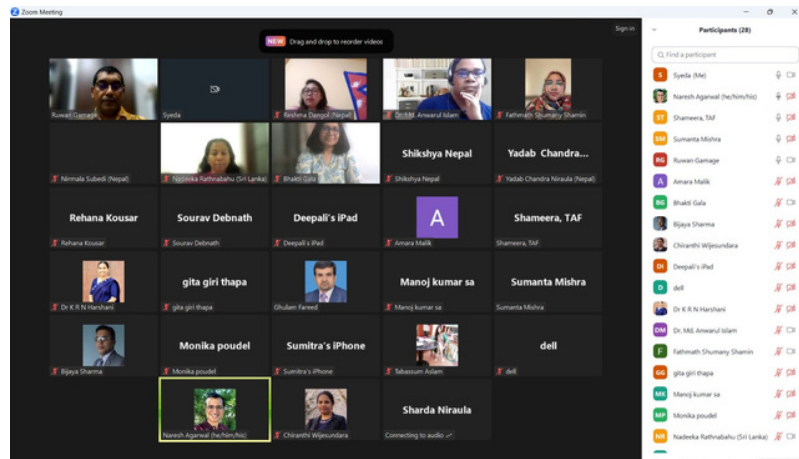 Zoom Meeting
Sign in
NEW Drag and drop to reorder videos
Ruwan Gamage
Syeda
Reshma Dangol (Nepal)
Dr. Md. Anwarul Islam
Fathmath Shumany Shamin
Nirmala Subedi (Nepal)
Nadeeka Rathnabahu (Sri Lanka)
Bhakti Gala
Shikshya Nepal
Shikshya Nepal
Yadab Chandra...
Yadab Chandra Niraula (Nepal)
Rehana Kousar
Rehana Kousar
Sourav Debnath
Sourav Debnath
Deepali's iPad
Deepali's iPad
A
Amara Malik
Shameera, TAF
Shameera, TAF
Dr K R N Harshani
gita giri thapa
gita giri thapa
Ghulam Fareed
Manoj kumar sa
Manoj kumar sa
Sumanta Mishra
Sumanta Mishra
Bijaya Sharma
Monika poudel
Monika poudel
Sumitra's iPhone
Sumitra's iPhone
Tabassum Aslam
dell
dell
Naresh Agarwal (he/him/his)
Chiranthi Wijesundara
Sharda Niraula
Connecting to audio
Participants (28)
Find a participant
S Syeda (Me)
Naresh Agarwal (he/him/his)
ST Shameera, TAF
SM Sumanta Mishra
RG Ruwan Gamage
A Amara Malik
BG Bhakti Gala
Bijaya Sharma
Chiranthi Wijesundara
DI Deepali's iPad
D dell
Dr K R N Harshani
DM Dr. Md. Anwarul Islam
F Fathmath Shumany Shamin
GG gita giri thapa
MK Manoj kumar sa
MP Monika poudel
NR Nadeeka Rathnabahu (Sri Lanka)